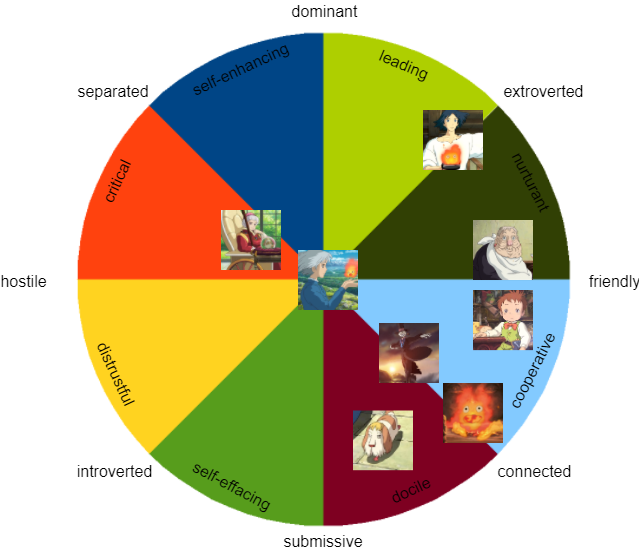 dominant
self-enhancing
leading
separated
extroverted
critical
nurturant
hostile
friendly
distrustful
cooperative
introverted
connected
self-effacing
docile
submissive